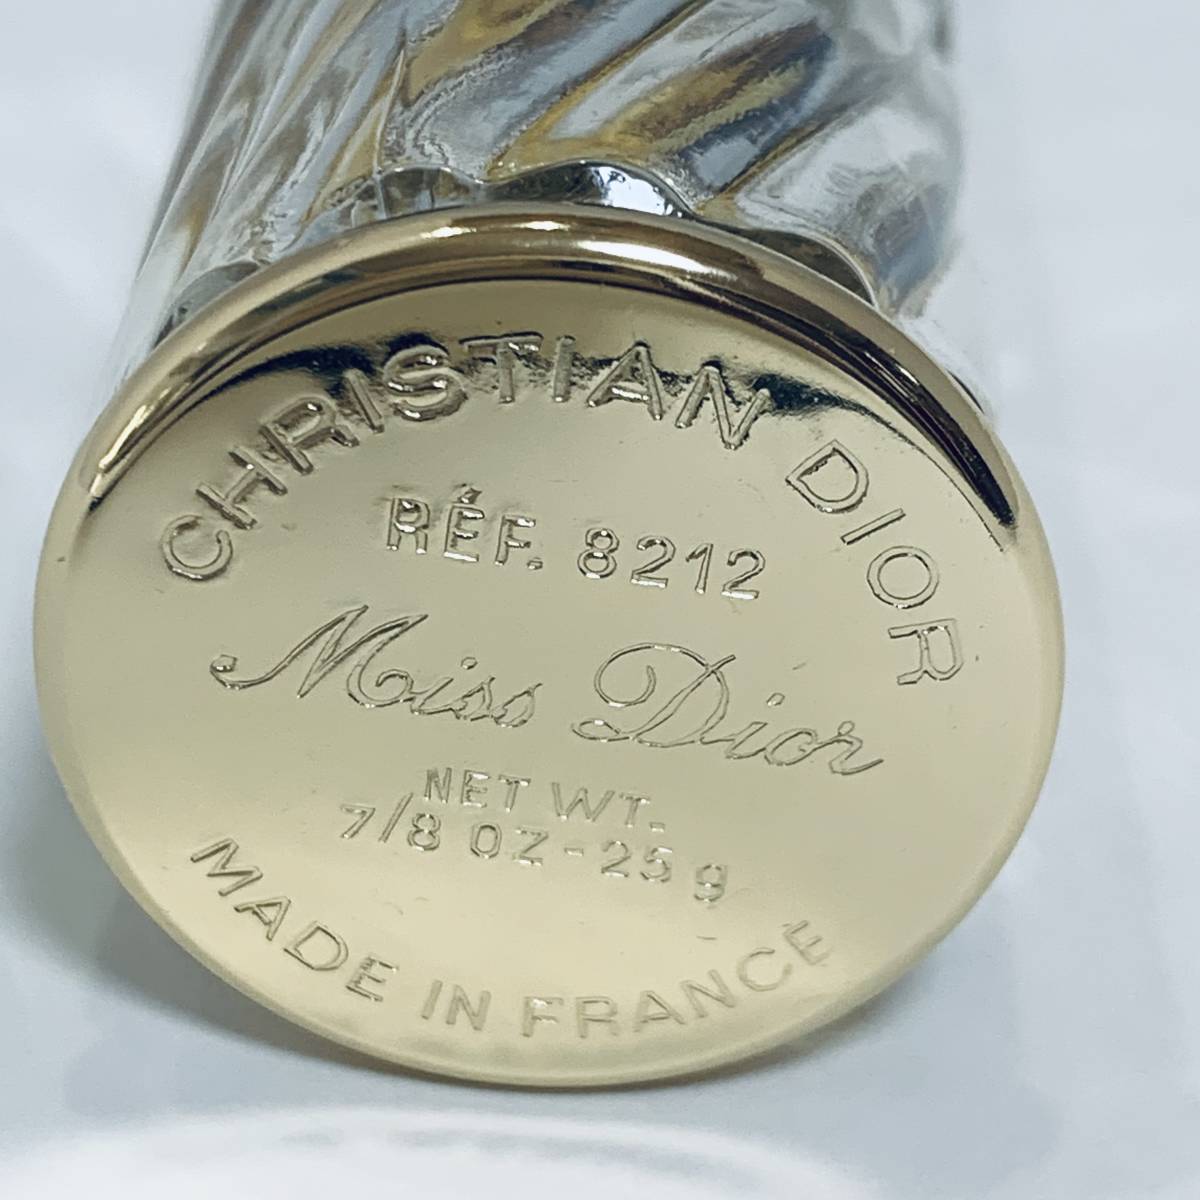 CHRISTIAN DIOR
RÉF. 8212
Miss Dior
NET WT.
7/8 OZ - 25 g
MADE IN FRANCE